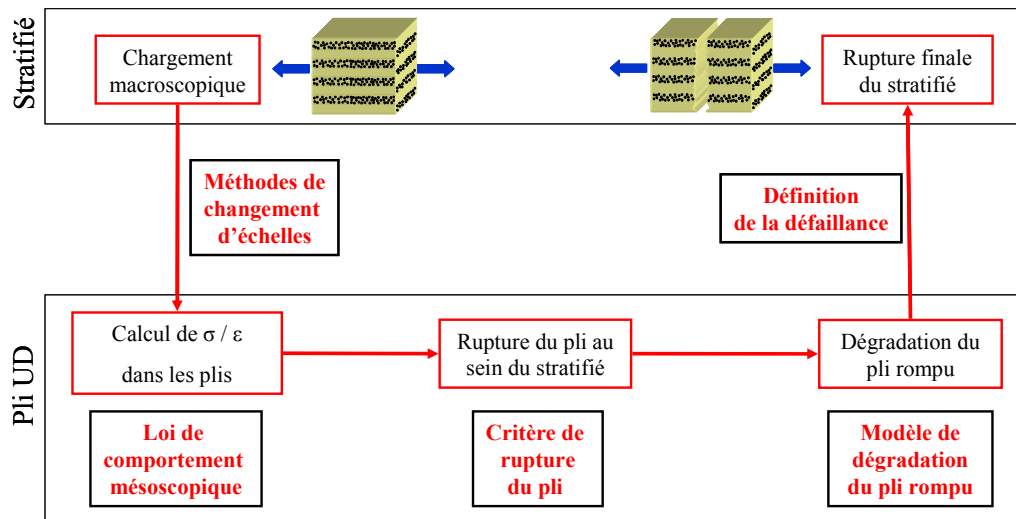 Stratifié
Chargement
macroscopique
Rupture finale
du stratifié
Méthodes de
changement
d'échelles
Définition
de la défaillance
Pli UD
Calcul de σ / ε
dans les plis
Rupture du pli au
sein du stratifié
Dégradation du
pli rompu
Loi de
comportement
mésoscopique
Critère de
rupture
du pli
Modèle de
dégradation
du pli rompu